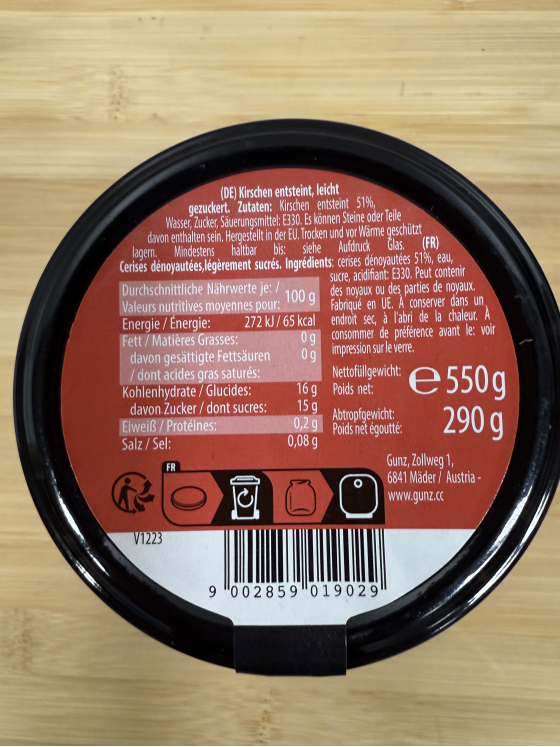 (DE) Kirschen entsteint, leicht
gezuckert. Zutaten: Kirschen entsteint 51%,
Wasser, Zucker, Säuerungsmittel: E330. Es können Steine oder Teile
davon enthalten sein. Hergestellt in der EU. Trocken und vor Wärme geschützt
lagern. Mindestens haltbar bis: siehe Aufdruck Glas. (FR)
Cerises dénoyautées,légèrement sucrés. Ingrédients: cerises dénoyautées 51%, eau,
sucre, acidifiant: E330. Peut contenir
des noyaux ou des parties de noyaux.
Fabriqué en UE. À conserver dans un
endroit sec, à l'abri de la chaleur. À
consommer de préférence avant le: voir
impression sur le verre.
Durchschnittliche Nährwerte je: /
Valeurs nutritives moyennes pour: 100 g
Energie / Énergie: 272 kJ / 65 kcal
Fett / Matières Grasses: 0 g
davon gesättigte Fettsäuren 0 g
/ dont acides gras saturés:
Kohlenhydrate / Glucides: 16 g
davon Zucker / dont sucres: 15 g
Eiweiß / Protéines: 0,2 g
Salz / Sel: 0,08 g
Nettofüllgewicht:
Poids net: e 550g
Abtropfgewicht:
Poids net égoutté: 290 g
Gunz, Zollweg 1,
6841 Mäder / Austria -
www.gunz.cc
FR
V1223
9 002859 019029